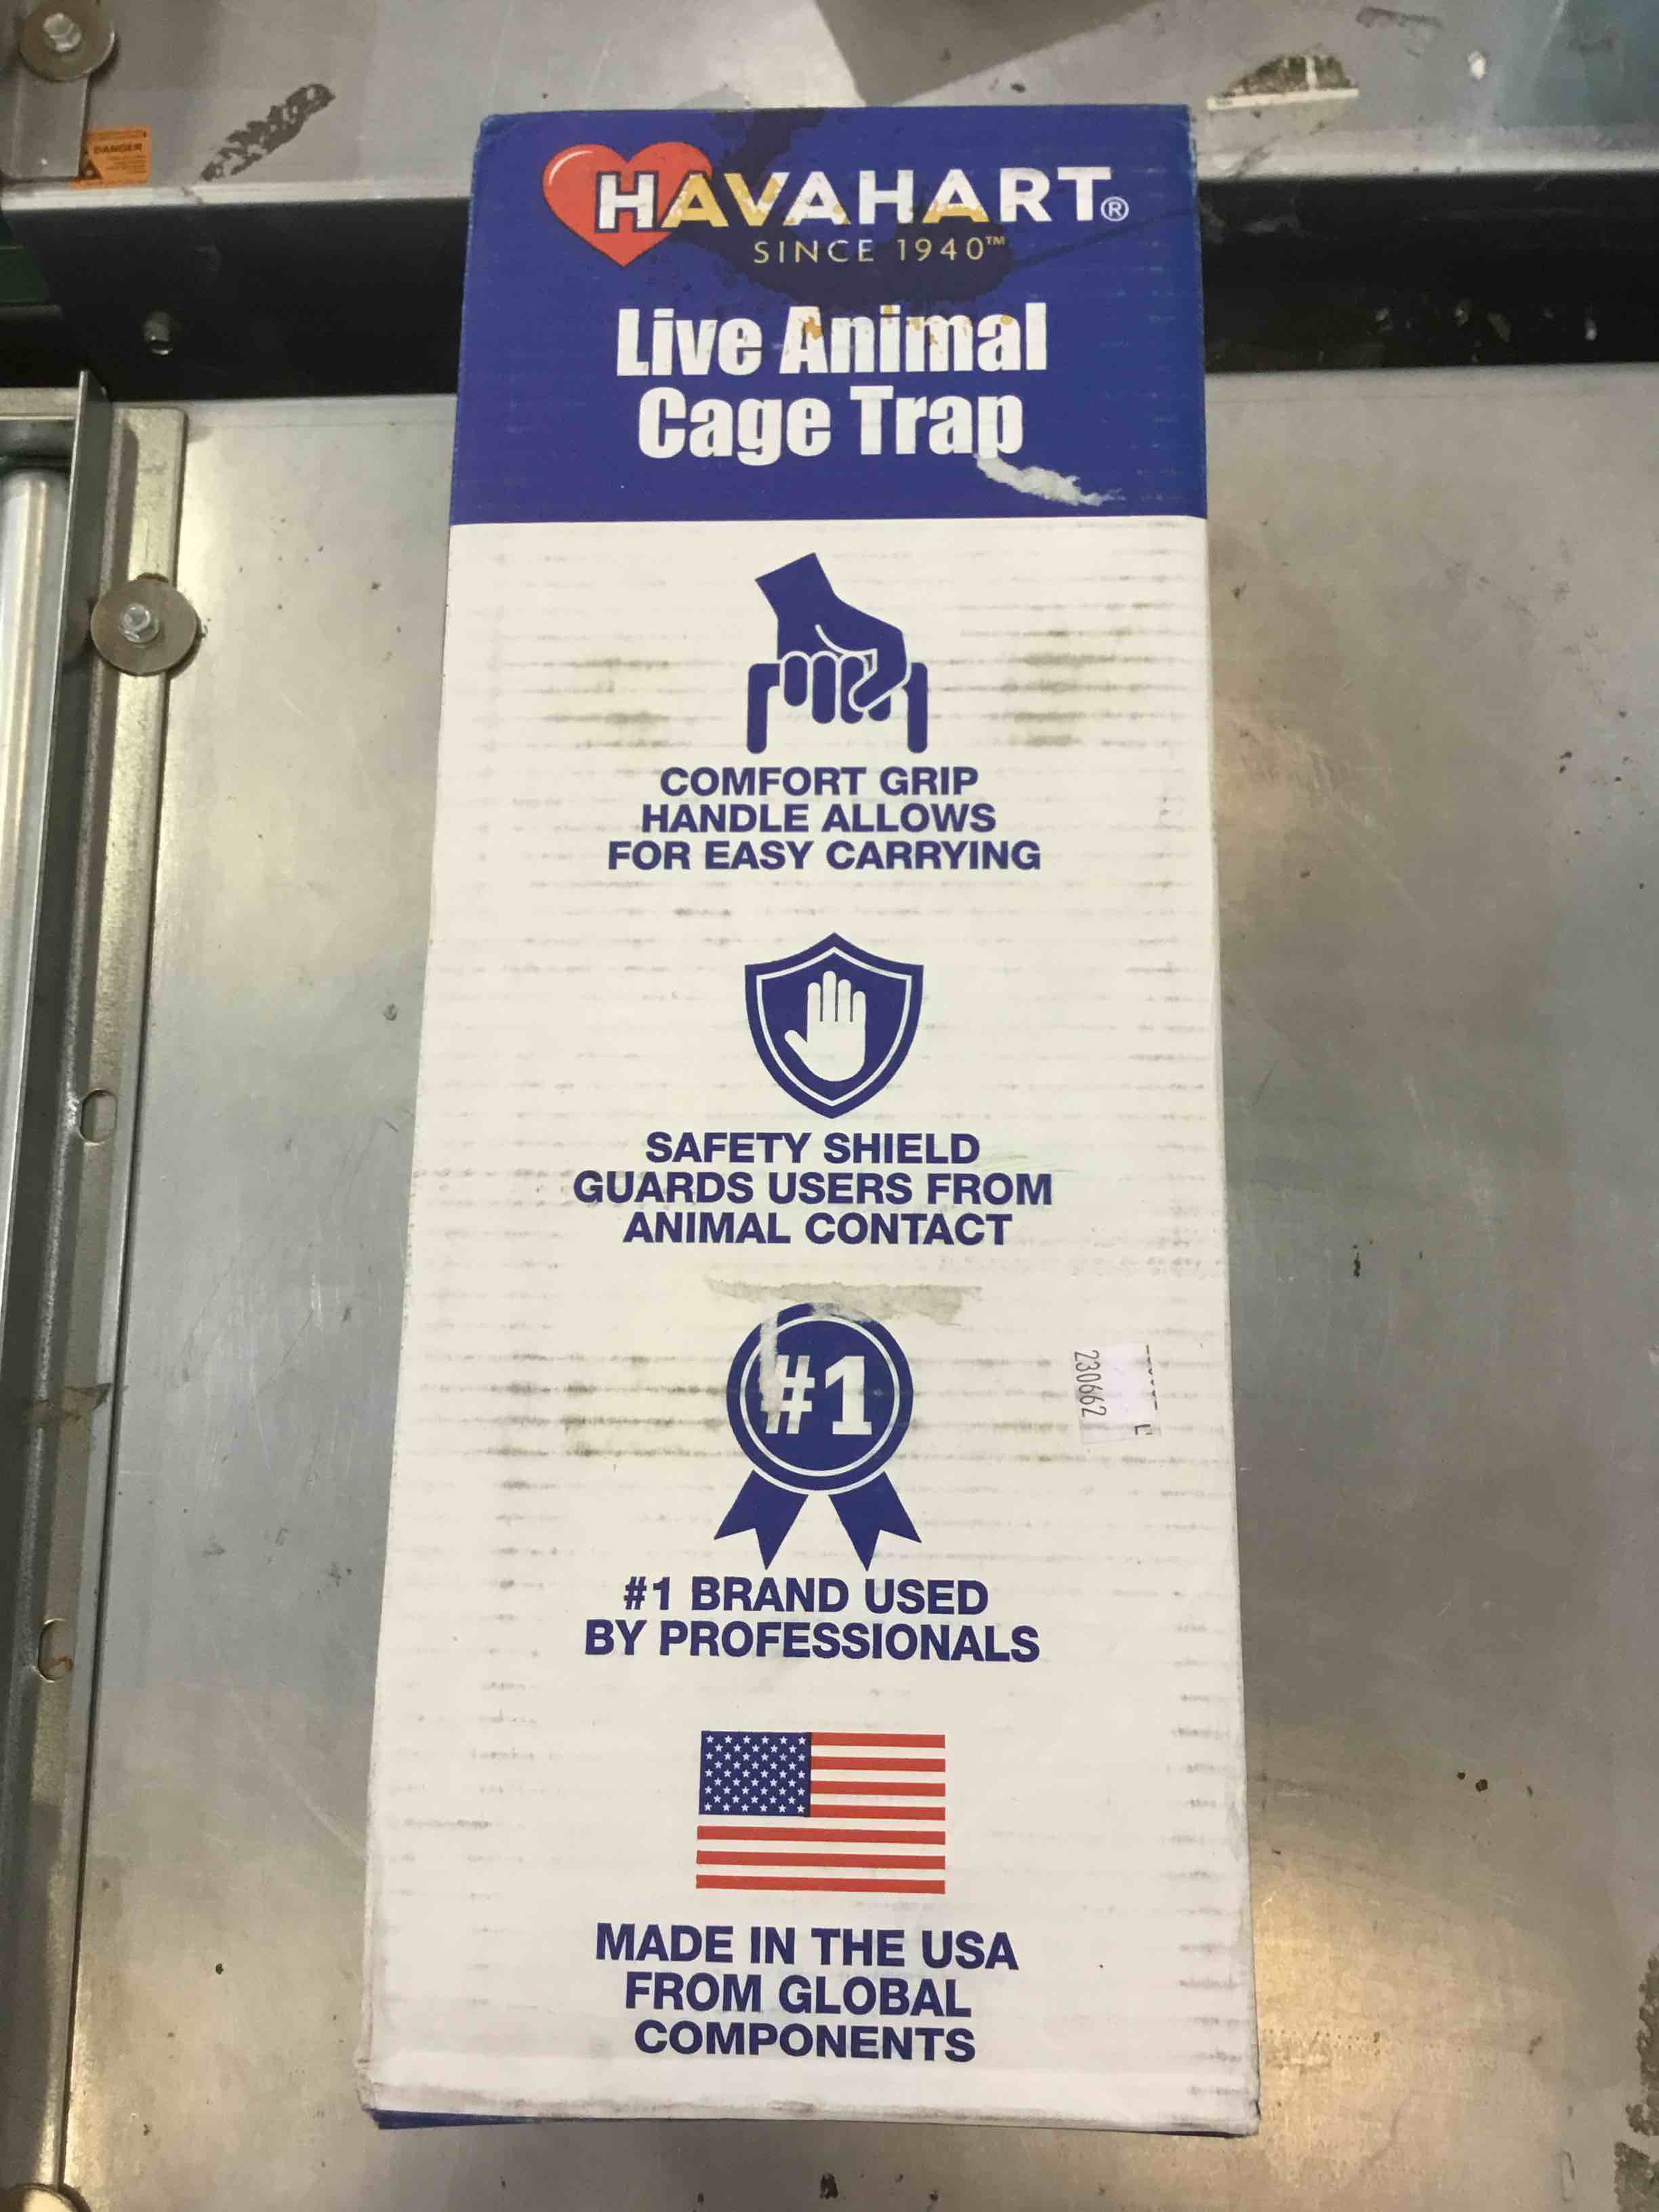 DANGER
HAVAHART®
SINCE 1940™
Live Animal
Cage Trap
COMFORT GRIP
HANDLE ALLOWS
FOR EASY CARRYING
SAFETY SHIELD
GUARDS USERS FROM
ANIMAL CONTACT
#1
230662
#1 BRAND USED
BY PROFESSIONALS
MADE IN THE USA
FROM GLOBAL
COMPONENTS